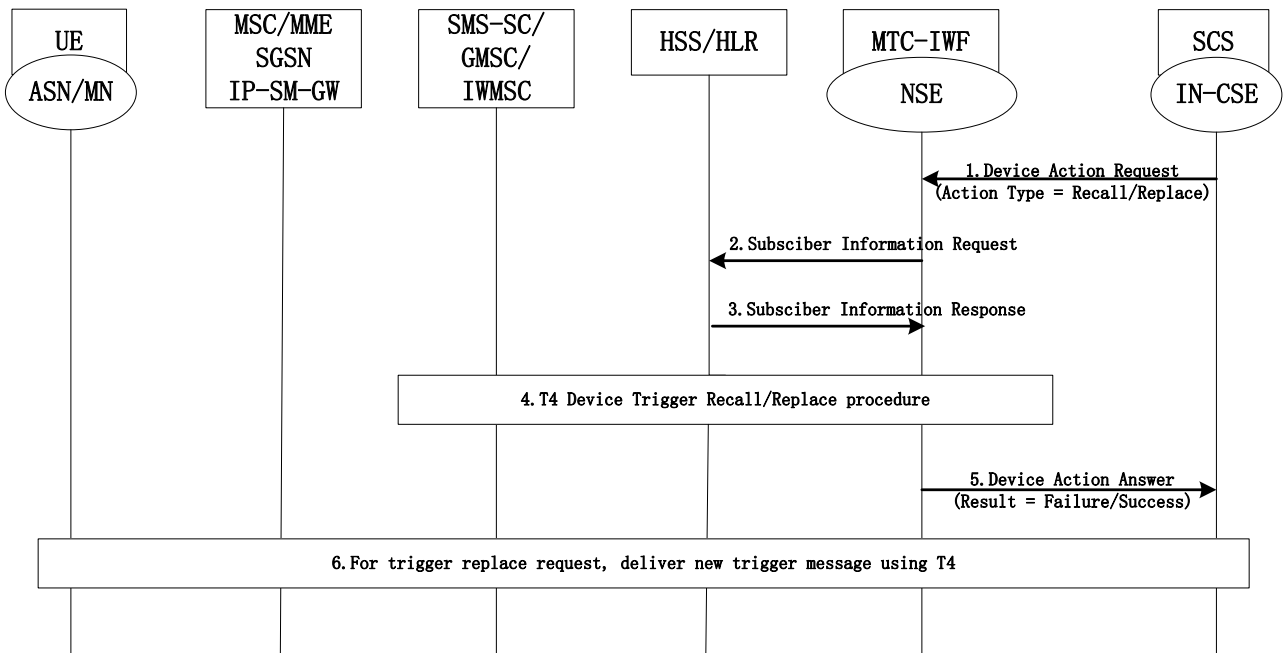 UE
ASN/MN
MSC/MME
SGSN
IP-SM-GW
SMS-SC/
GMSC/
IWMSC
HSS/HLR
MTC-IWF
NSE
SCS
IN-CSE
1.Device Action Request
(Action Type = Recall/Replace)
2.Subsciber Information Request
3.Subsciber Information Response
4.T4 Device Trigger Recall/Replace procedure
5.Device Action Answer
(Result = Failure/Success)
6.For trigger replace request, deliver new trigger message using T4